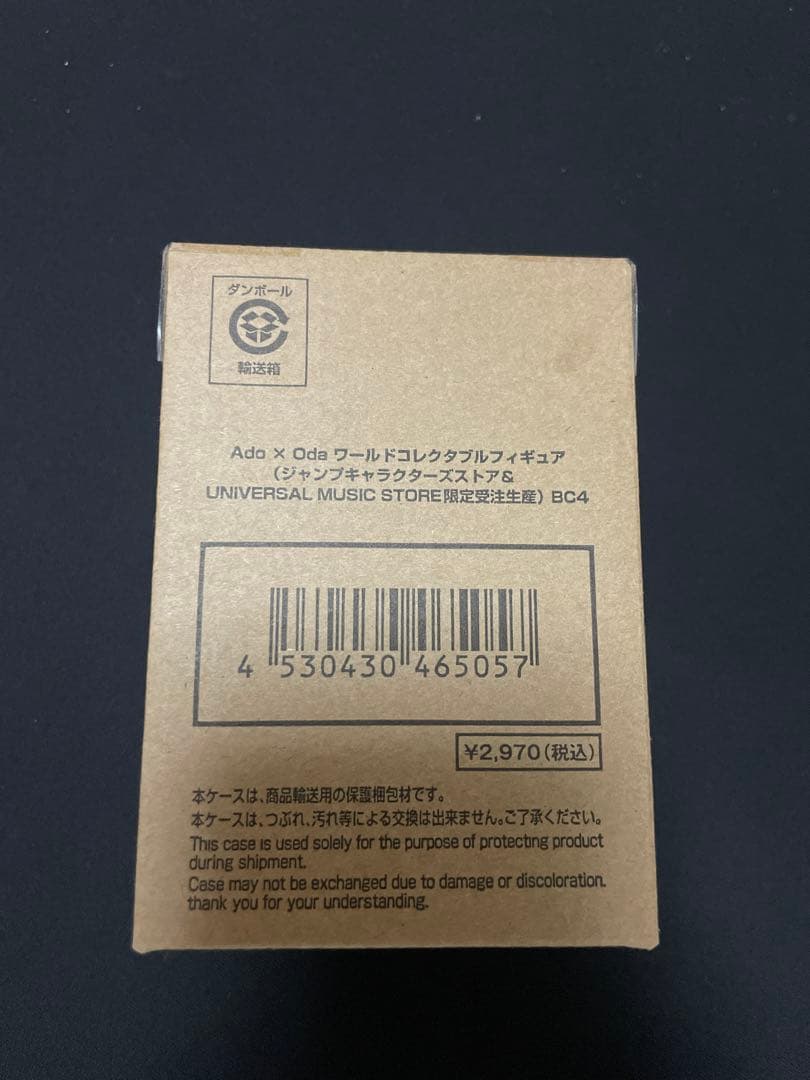 ダンボール
輸送箱
Ado × Oda ワールドコレクタブルフィギュア
(ジャンプキャラクターズストア&
UNIVERSAL MUSIC STORE限定受注生産) BC4
4 530430 465057
¥2,970(税込)
本ケースは、商品輸送用の保護梱包材です。
本ケースは、つぶれ、汚れ等による交換は出来ません。ご了承ください。
This case is used solely for the purpose of protecting product
during shipment.
Case may not be exchanged due to damage or discoloration.
thank you for your understanding.